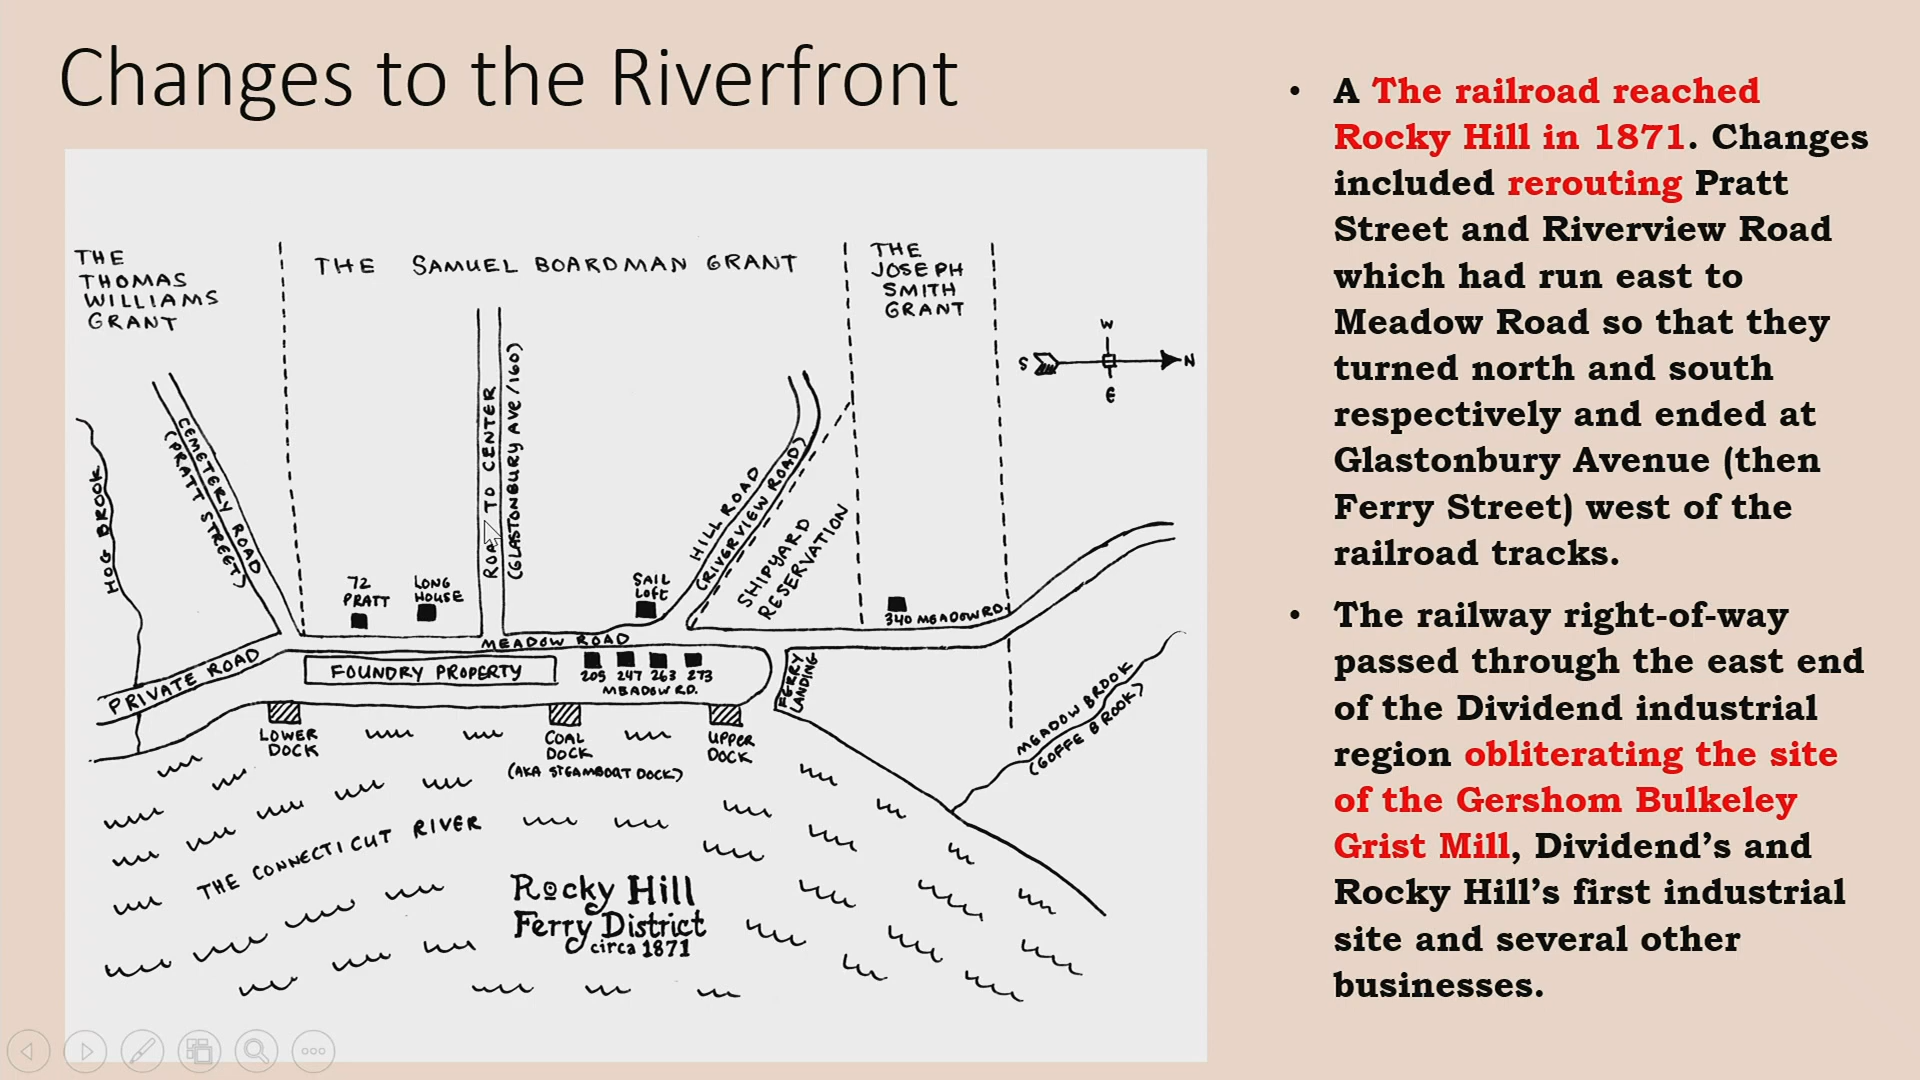 Changes to the Riverfront
THE
THOMAS
WILLIAMS
GRANT
THE SAMUEL BOARDMAN GRANT
THE
JOSEPH
SMITH
GRANT
W
S
N
E
HOG BROOK
CEMETERY ROAD
(PRATT STREET)
ROAD TO CENTER
(GLASTONBURY AVE/160)
HILL ROAD
(RIVERVIEW ROAD)
SHIPYARD
RESERVATION
72
PRATT
LONG
HOUSE
SAIL
LOFT
340 MEADOW RD.
MEADOW ROAD
PRIVATE ROAD
FOUNDRY PROPERTY
205 247 263 273
MEADOW RD.
FERRY
LANDING
MEADOW BROOK
(GOFFE BROOK)
LOWER
DOCK
COAL
DOCK
(AKA STEAMBOAT DOCK)
UPPER
DOCK
THE CONNECTICUT RIVER
Rocky Hill
Ferry District
circa 1871
• A The railroad reached
Rocky Hill in 1871. Changes
included rerouting Pratt
Street and Riverview Road
which had run east to
Meadow Road so that they
turned north and south
respectively and ended at
Glastonbury Avenue (then
Ferry Street) west of the
railroad tracks.
• The railway right-of-way
passed through the east end
of the Dividend industrial
region obliterating the site
of the Gershom Bulkeley
Grist Mill, Dividend’s and
Rocky Hill’s first industrial
site and several other
businesses.